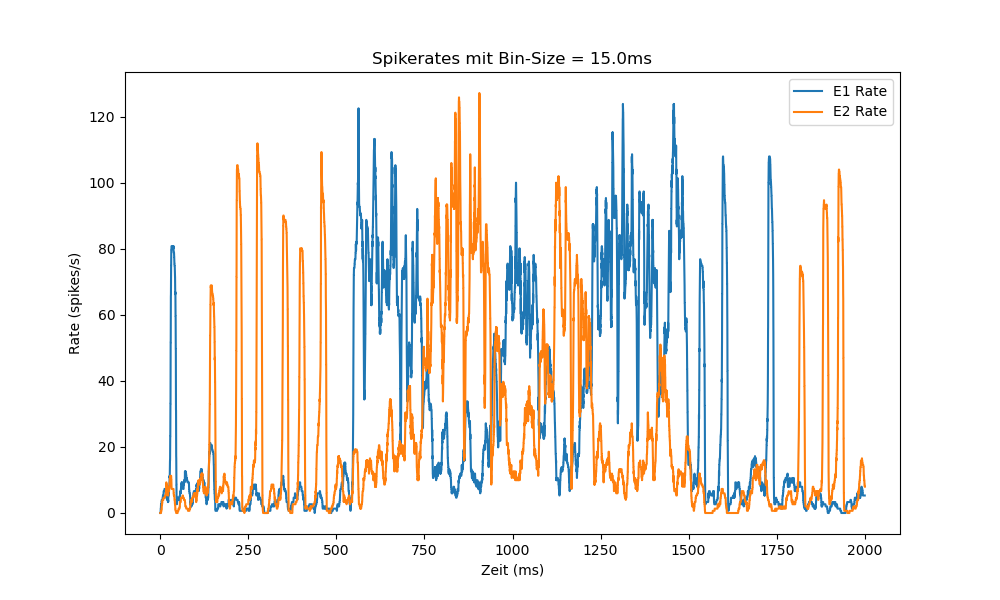 Spikerates mit Bin-Size = 15.0ms
E1 Rate
E2 Rate
120
100
80
60
40
20
0
Rate (spikes/s)
0 250 500 750 1000 1250 1500 1750 2000
Zeit (ms)